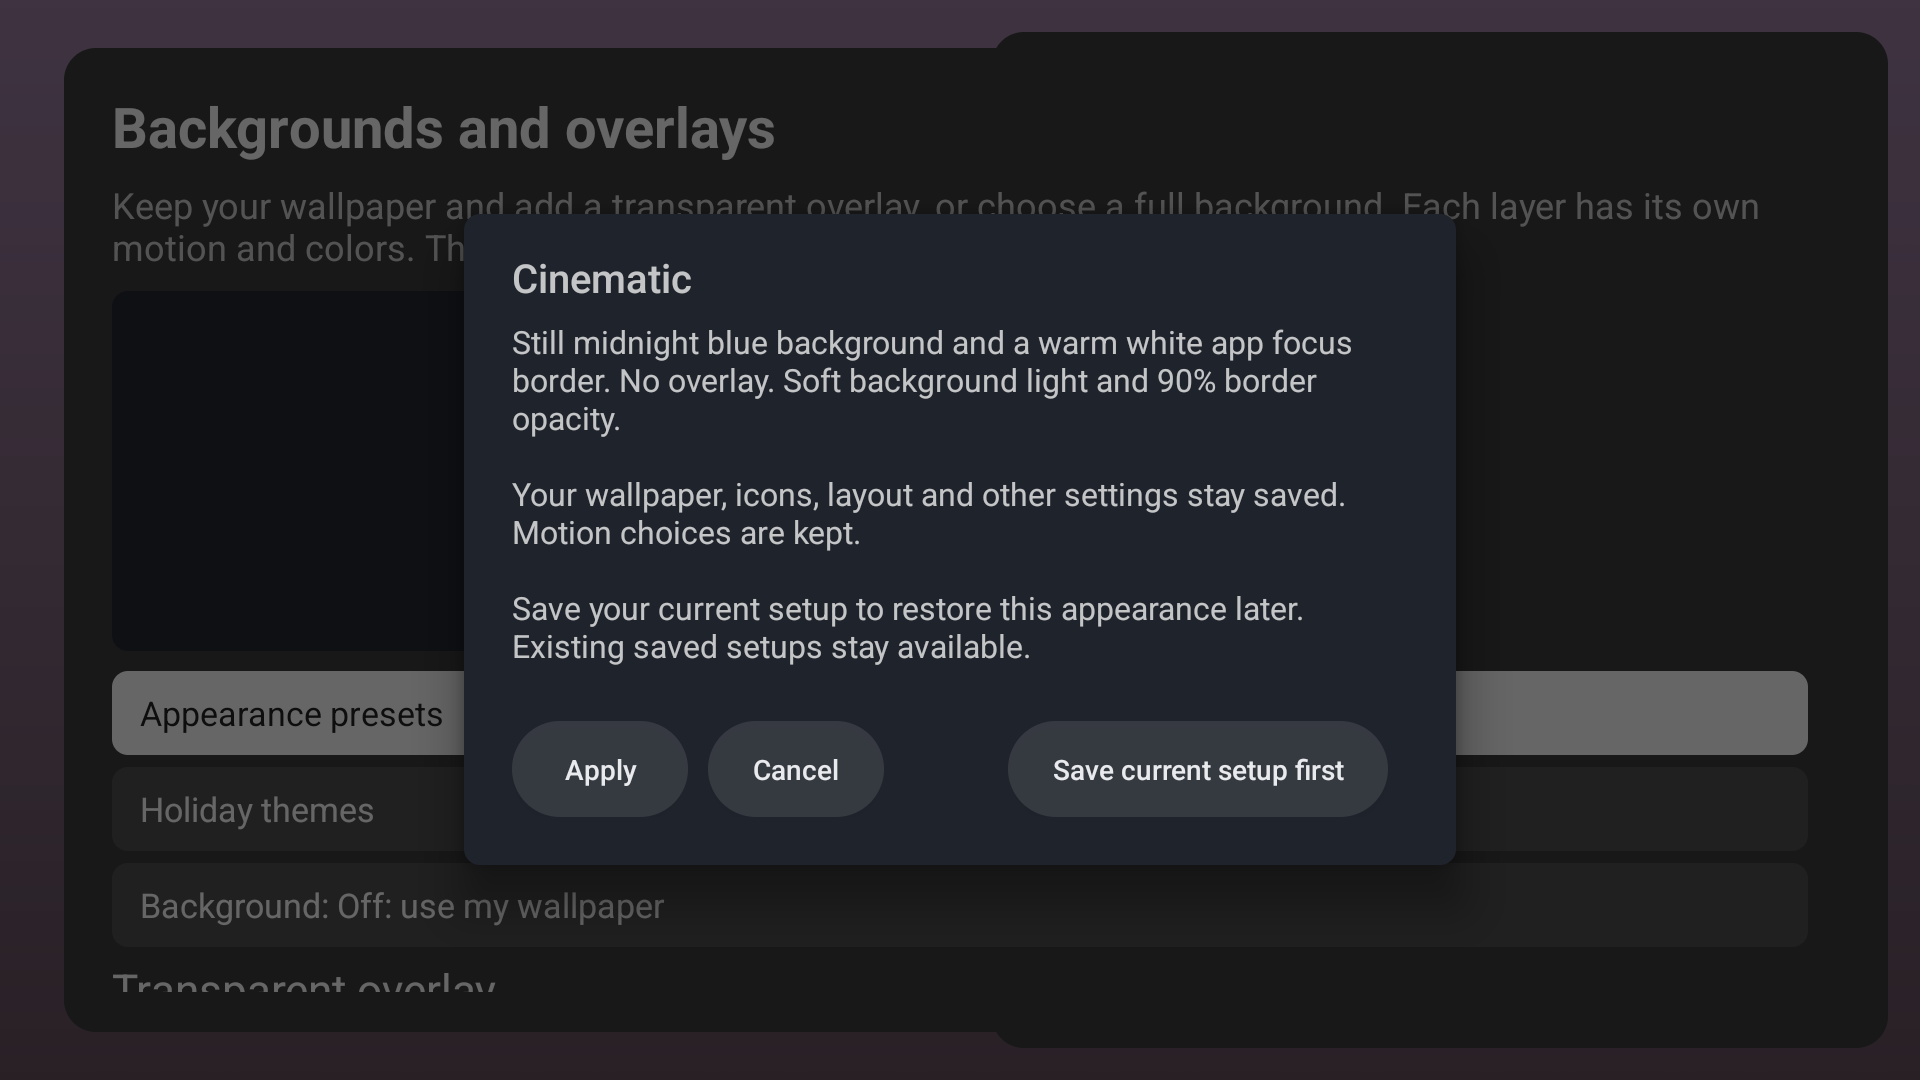 Backgrounds and overlays
Keep your wallpaper and add a transparent overlay, or choose a full background. Each layer has its own
motion and colors. Th
Cinematic
Still midnight blue background and a warm white app focus
border. No overlay. Soft background light and 90% border
opacity.
Your wallpaper, icons, layout and other settings stay saved.
Motion choices are kept.
Save your current setup to restore this appearance later.
Existing saved setups stay available.
Apply
Cancel
Save current setup first
Appearance presets
Holiday themes
Background: Off: use my wallpaper
Transparent overlay